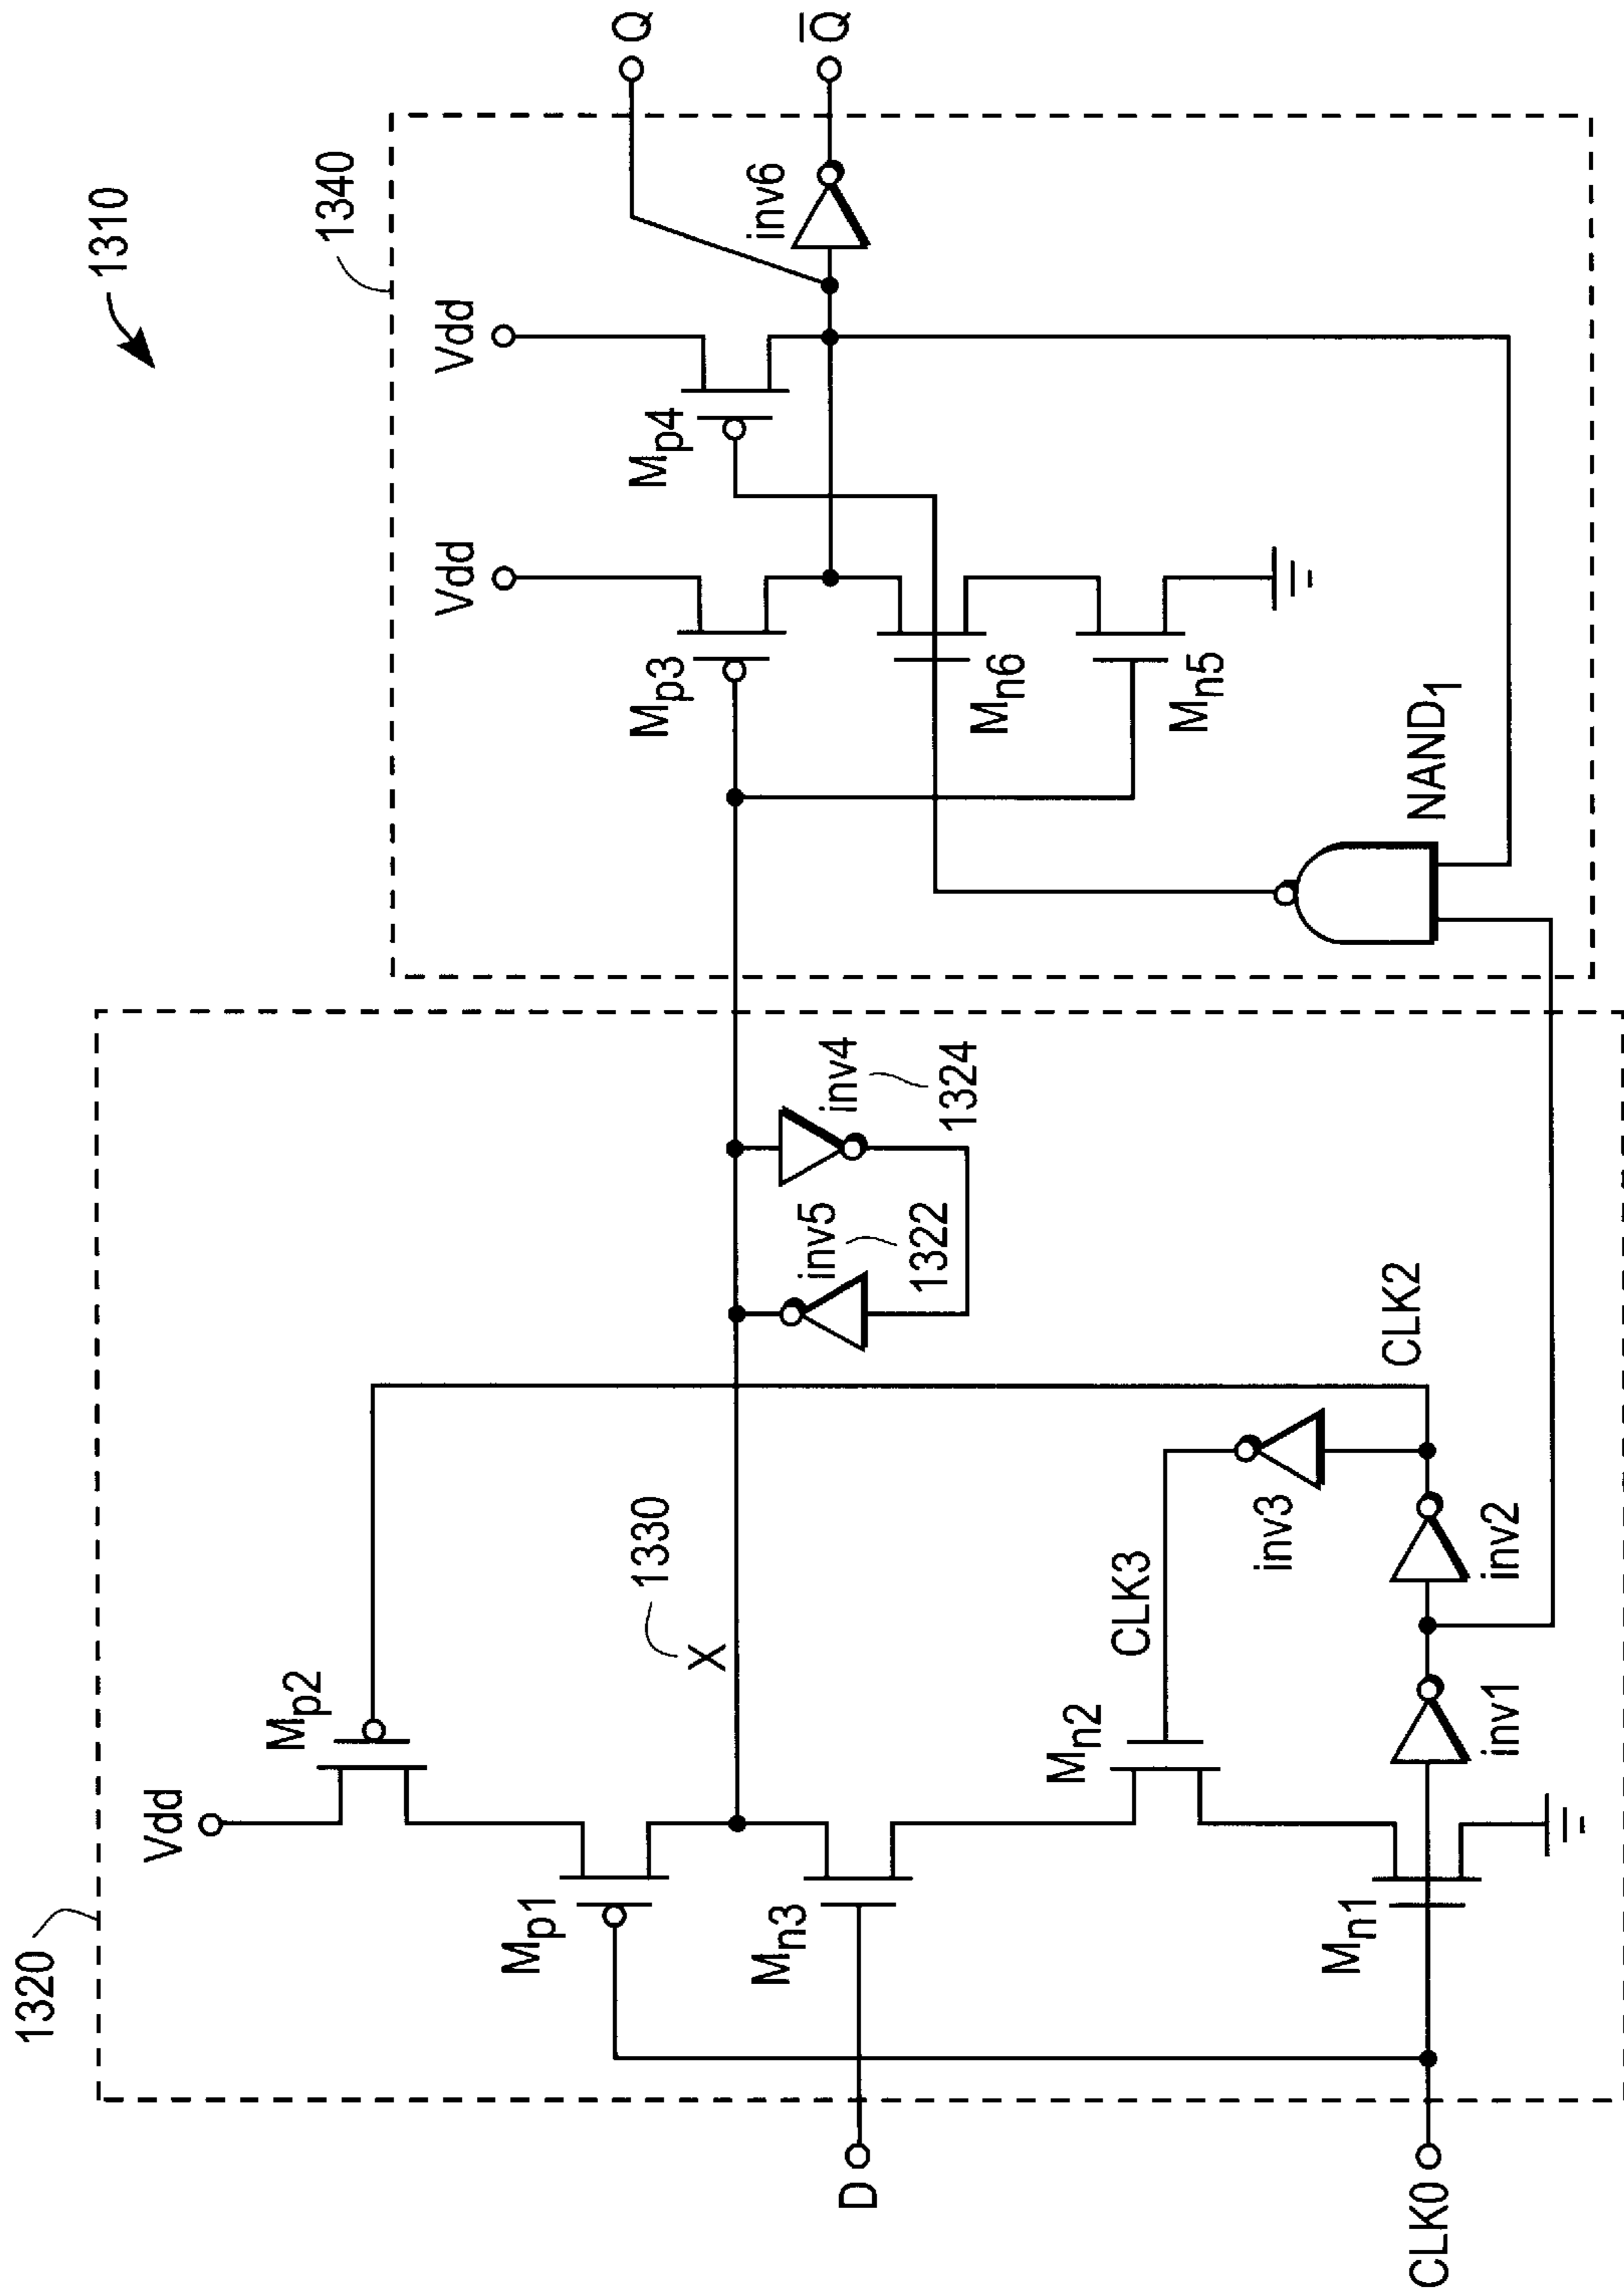 1310
1320
1340
Vdd
Mp2
Mp1
X
1330
Mn3
D
Mn2
CLK3
Mn1
CLK0
inv1
inv2
inv3
CLK2
inv5
1322
inv4
1324
Vdd
Vdd
Mp3
Mp4
Mn6
Mn5
NAND1
inv6
Q
Q̅